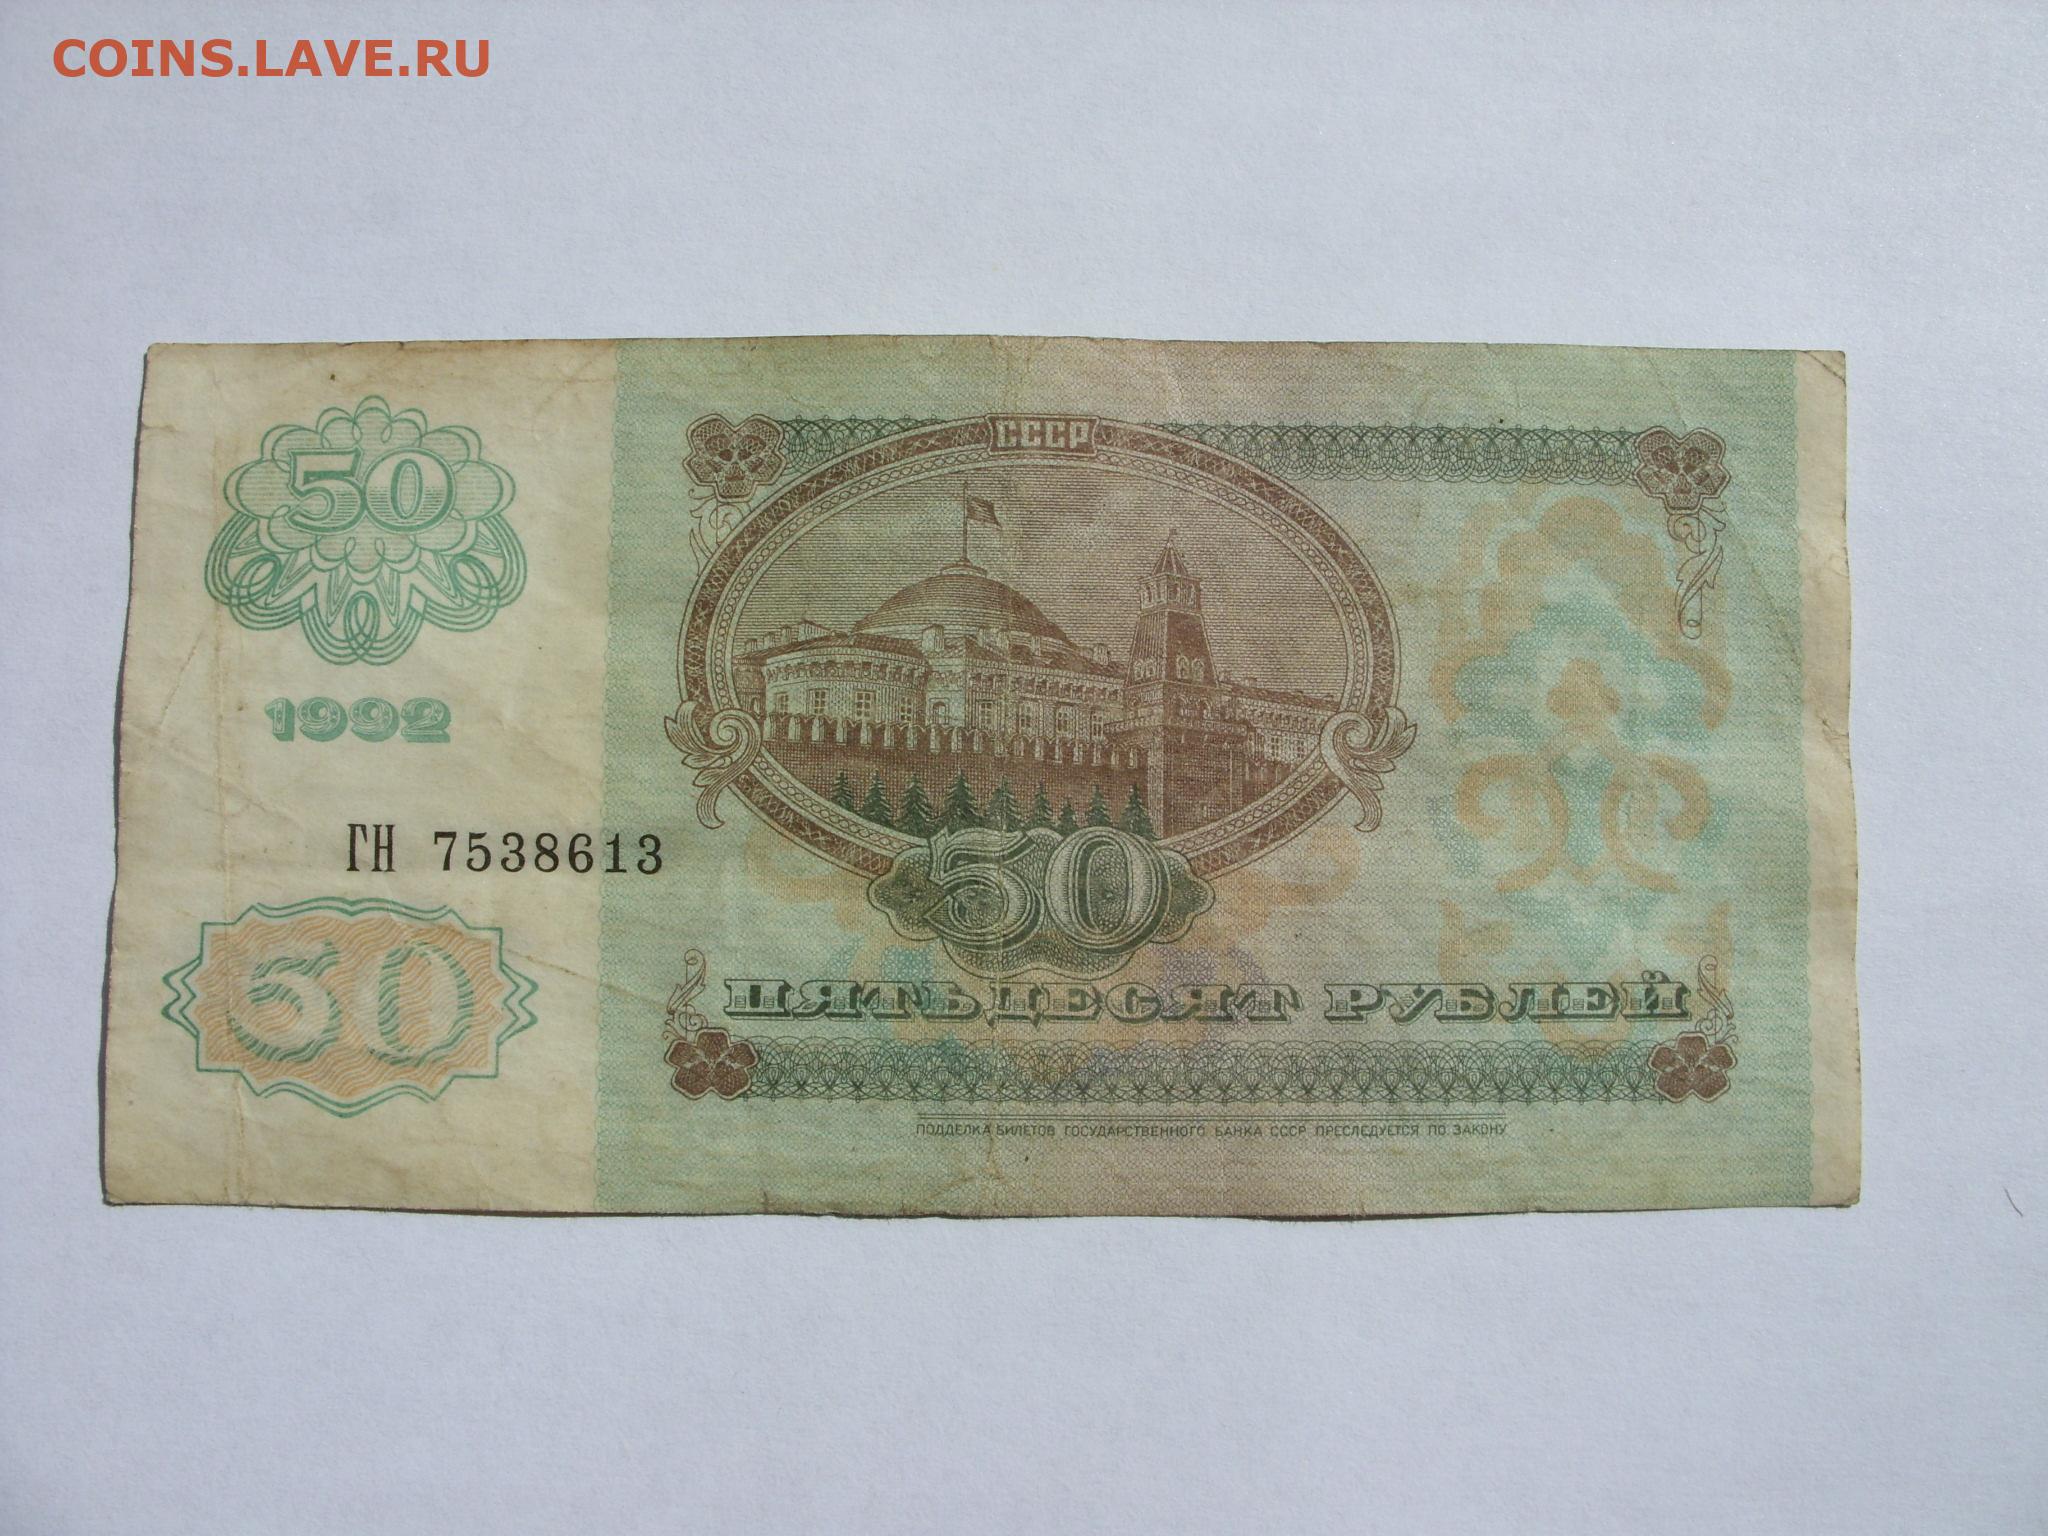 COINS.LAVE.RU
50
СССР
1992
ГН 7538613
50
50
ПЯТЬДЕСЯТ РУБЛЕЙ
ПОДДЕЛКА БИЛЕТОВ ГОСУДАРСТВЕННОГО БАНКА СССР ПРЕСЛЕДУЕТСЯ ПО ЗАКОНУ